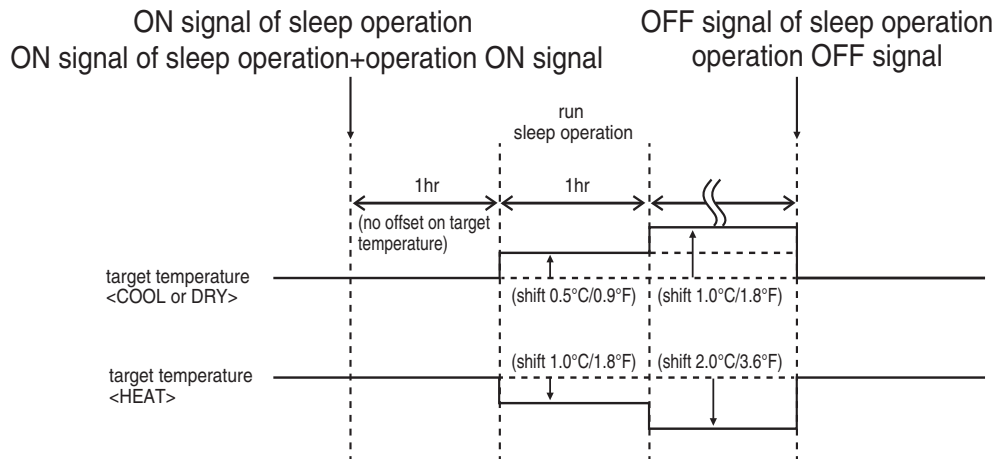 ON signal of sleep operation
ON signal of sleep operation+operation ON signal
OFF signal of sleep operation
operation OFF signal
run
sleep operation
1hr
1hr
(no offset on target
temperature)
target temperature
<COOL or DRY>
(shift 0.5°C/0.9°F)
(shift 1.0°C/1.8°F)
(shift 1.0°C/1.8°F)
(shift 2.0°C/3.6°F)
target temperature
<HEAT>